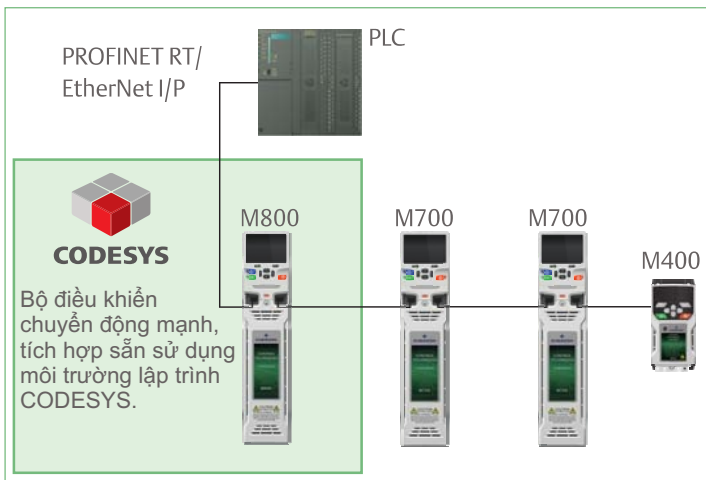 PROFINET RT/
EtherNet I/P
PLC
CODESYS
Bộ điều khiển
chuyển động mạnh,
tích hợp sẵn sử dụng
môi trường lập trình
CODESYS.
M800
M700
M700
M400